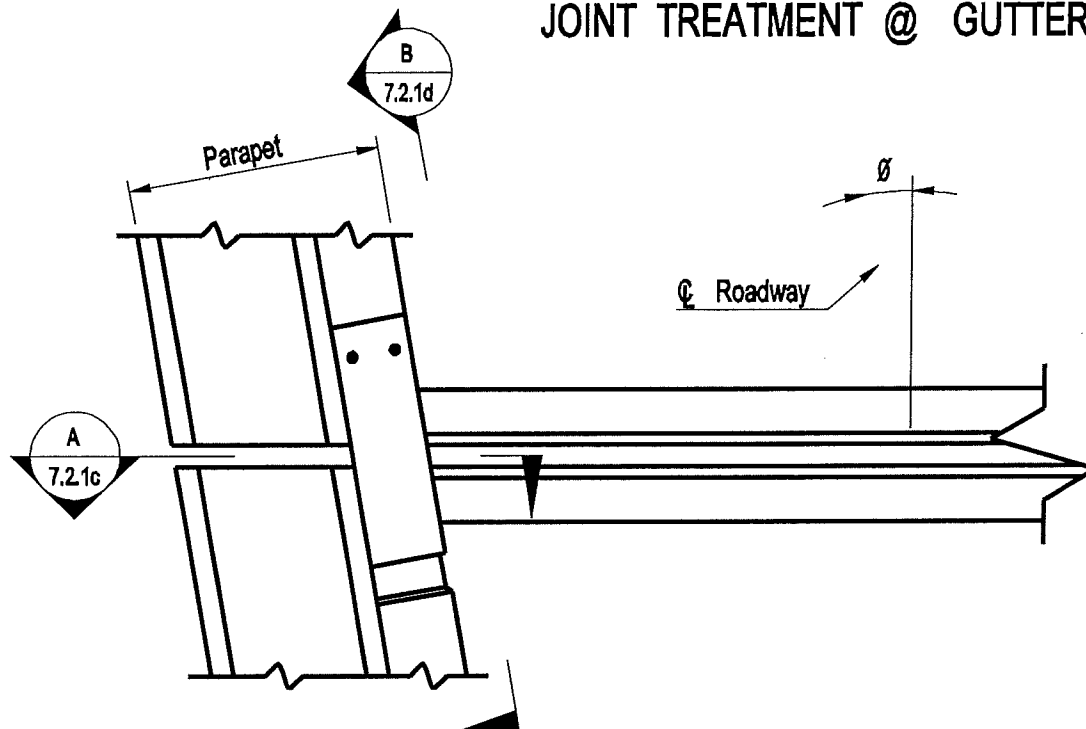 JOINT TREATMENT @ GUTTER
B
7.2.1d
Parapet
Ø
℄ Roadway
A
7.2.1c